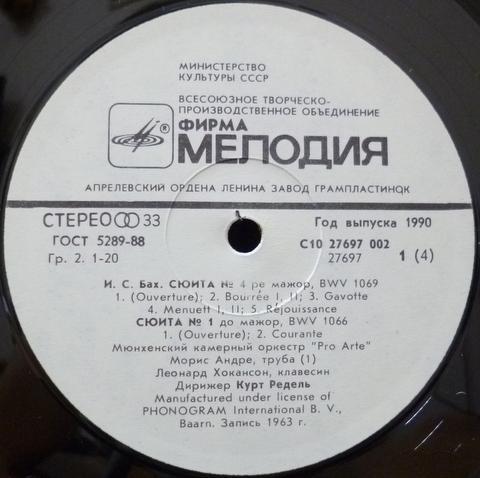 МИНИСТЕРСТВО
КУЛЬТУРЫ СССР
ВСЕСОЮЗНОЕ ТВОРЧЕСКО-
ПРОИЗВОДСТВЕННОЕ ОБЪЕДИНЕНИЕ
® ФИРМА
МЕЛОДИЯ
АПРЕЛЕВСКИЙ ОРДЕНА ЛЕНИНА ЗАВОД ГРАМПЛАСТИНОК
СТЕРЕО 33 Год выпуска 1990
ГОСТ 5289-88 С10 27697 002
Гр. 2. 1-20 27697 1 (4)
И. С. Бах. СЮИТА № 4 ре мажор, BWV 1069
1. (Ouverture); 2. Bourrée I, II; 3. Gavotte
4. Menuett I, II; 5. Réjouissance
СЮИТА № 1 до мажор, BWV 1066
1. (Ouverture); 2. Courante
Мюнхенский камерный оркестр "Pro Arte"
Морис Андре, труба (1)
Леонард Хокансон, клавесин
Дирижер Курт Редель
Manufactured under license of
PHONOGRAM International B. V.,
Baarn. Запись 1963 г.